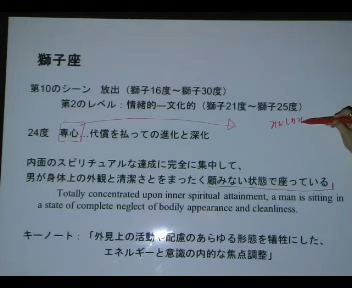 獅子座
第10のシーン　放出（獅子16度～獅子30度）
第2のレベル：情緒的―文化的（獅子21度～獅子25度）
24度　専心…代償を払っての進化と深化
内面のスピリチュアルな達成に完全に集中して、
男が身体上の外観と清潔さとをまったく顧みない状態で座っている」
Totally concentrated upon inner spiritual attainment, a man is sitting in
a state of complete neglect of bodily appearance and cleanliness.
キーノート：「外見上の活動や配慮のあらゆる形態を犠牲にした、
エネルギーと意識の内的な焦点調整」